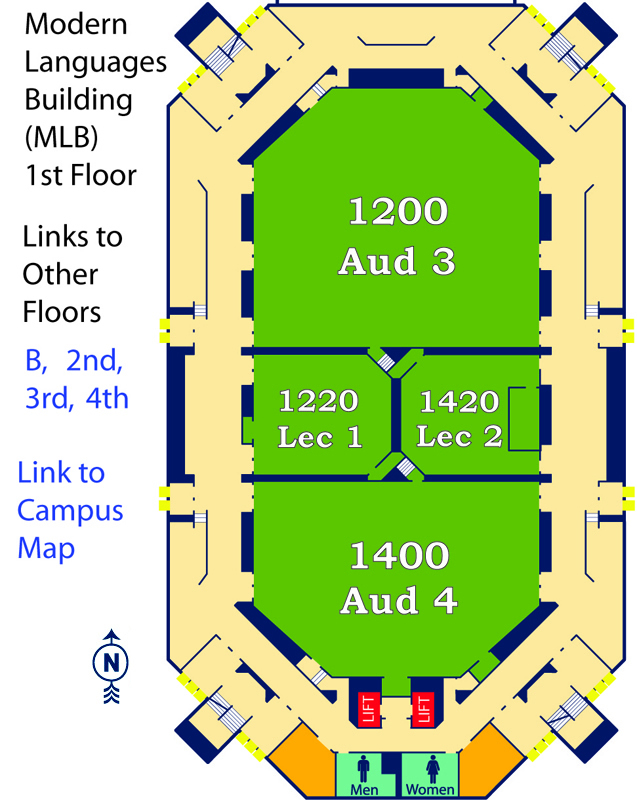 Modern
Languages
Building
(MLB)
1st Floor
Links to
Other
Floors
B, 2nd,
3rd, 4th
Link to
Campus
Map
N
1200
Aud 3
1220
Lec 1
1420
Lec 2
1400
Aud 4
LIFT
LIFT
Men
Women